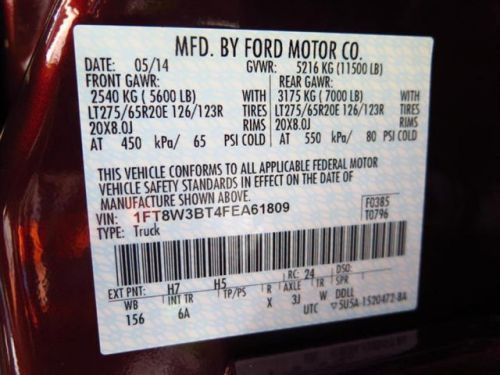 MFD. BY FORD MOTOR CO.
DATE: 05/14 GVWR: 5216 KG (11500 LB)
FRONT GAWR: REAR GAWR:
2540 KG ( 5600 LB) WITH 3175 KG ( 7000 LB) WITH
LT275/65R20E 126/123R TIRES LT275/65R20E 126/123R TIRES
20X8.0J RIMS 20X8.0J RIMS
AT 450 kPa/ 65 PSI COLD AT 550 kPa/ 80 PSI COLD
THIS VEHICLE CONFORMS TO ALL APPLICABLE FEDERAL MOTOR
VEHICLE SAFETY STANDARDS IN EFFECT ON THE DATE OF
MANUFACTURE SHOWN ABOVE.
VIN: 1FT8W3BT4FEA61809 F0385
TYPE: Truck T0796
EXT PNT: H7 H5 RC: 24 DSO:
WB INT TR TP/PS R AXLE TR SPR
156 6A X 3J W DDLL
UTC 5U5A-1520472-BA